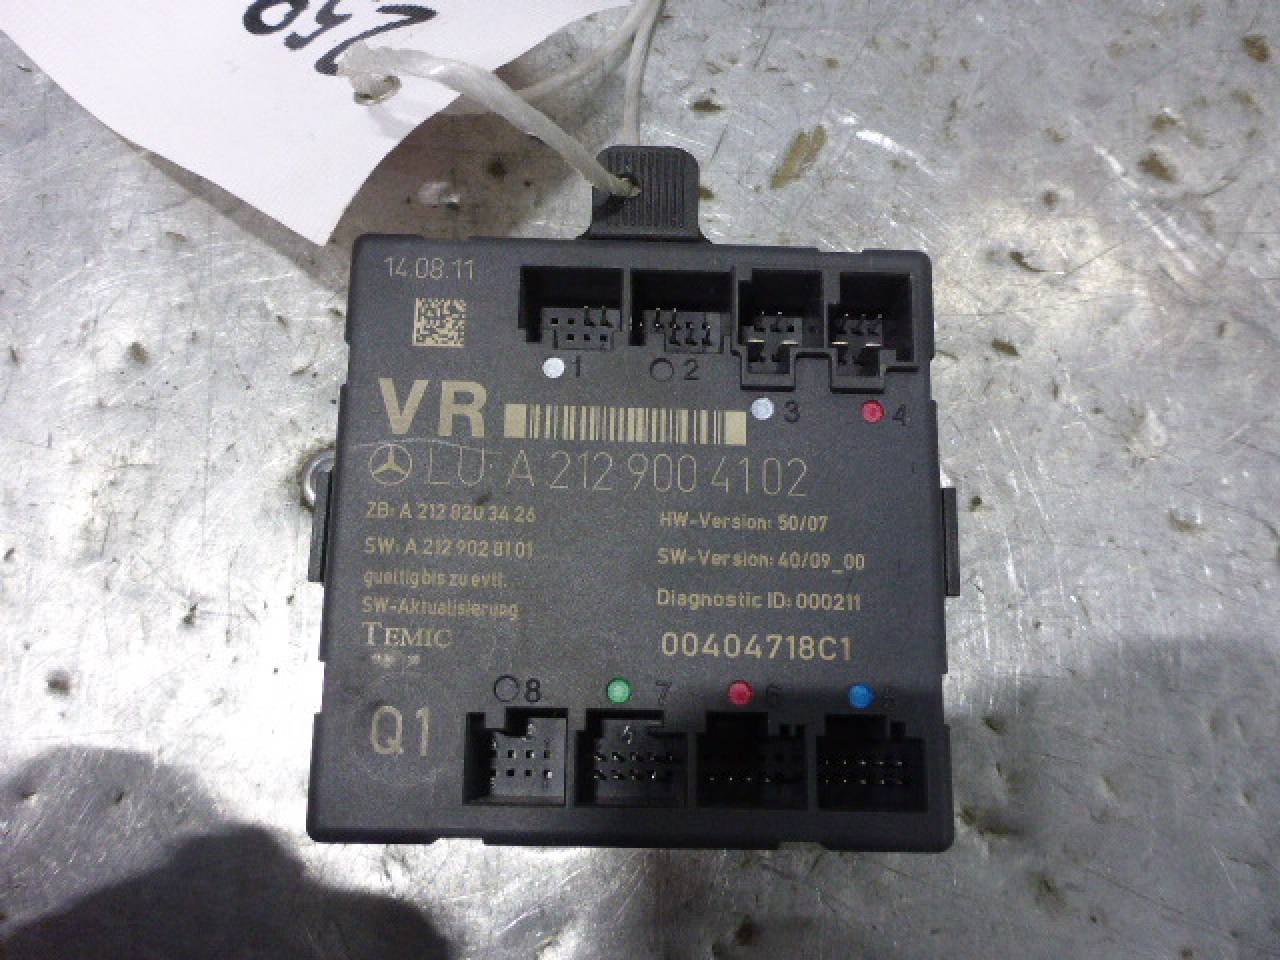 250
14.08.11
1 2 3 4
VR
LU A 212 900 41 02
ZB: A 212 820 34 26
HW-Version: 50/07
SW: A 212 902 81 01
SW-Version: 40/09_00
gueltig bis zu evtl.
SW-Aktualisierung
Diagnostic ID: 000211
TEMIC
00404718C1
8 7 6 5
Q1